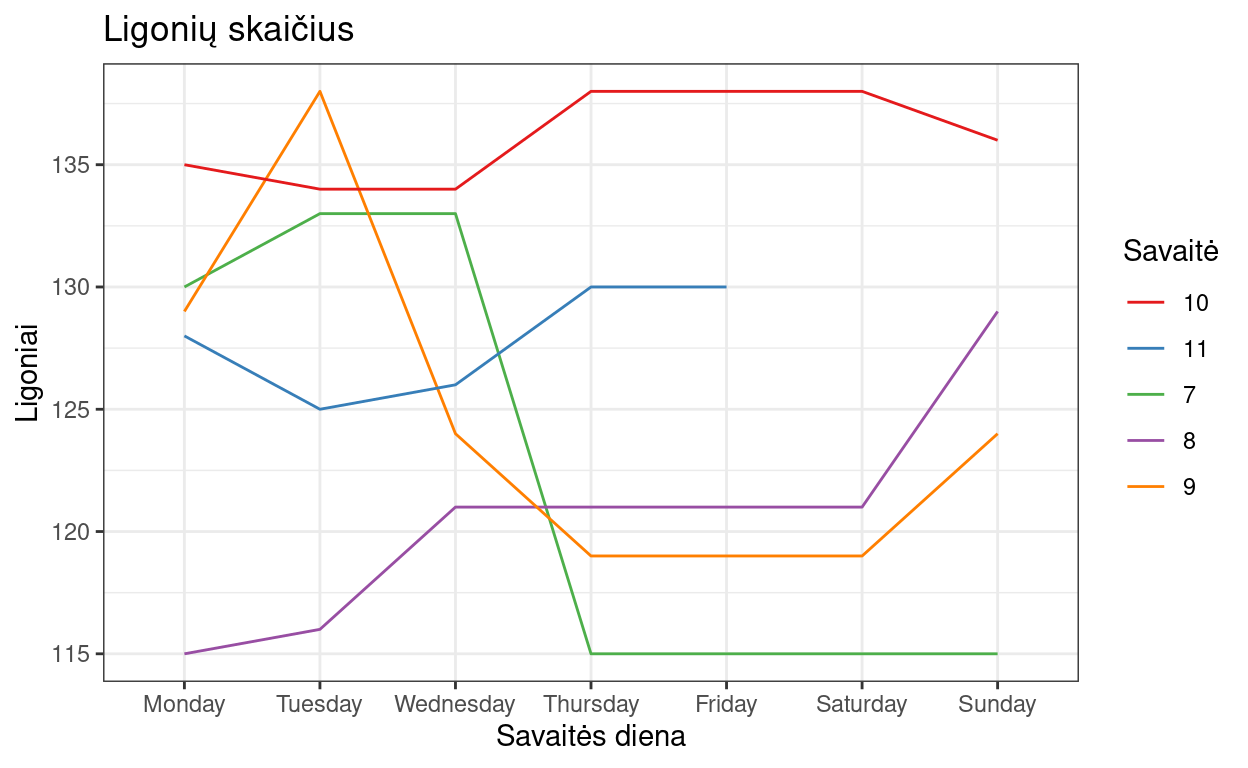 Ligonių skaičius
Ligoniai
135
130
125
120
115
Monday Tuesday Wednesday Thursday Friday Saturday Sunday
Savaitės diena
Savaitė
10
11
7
8
9